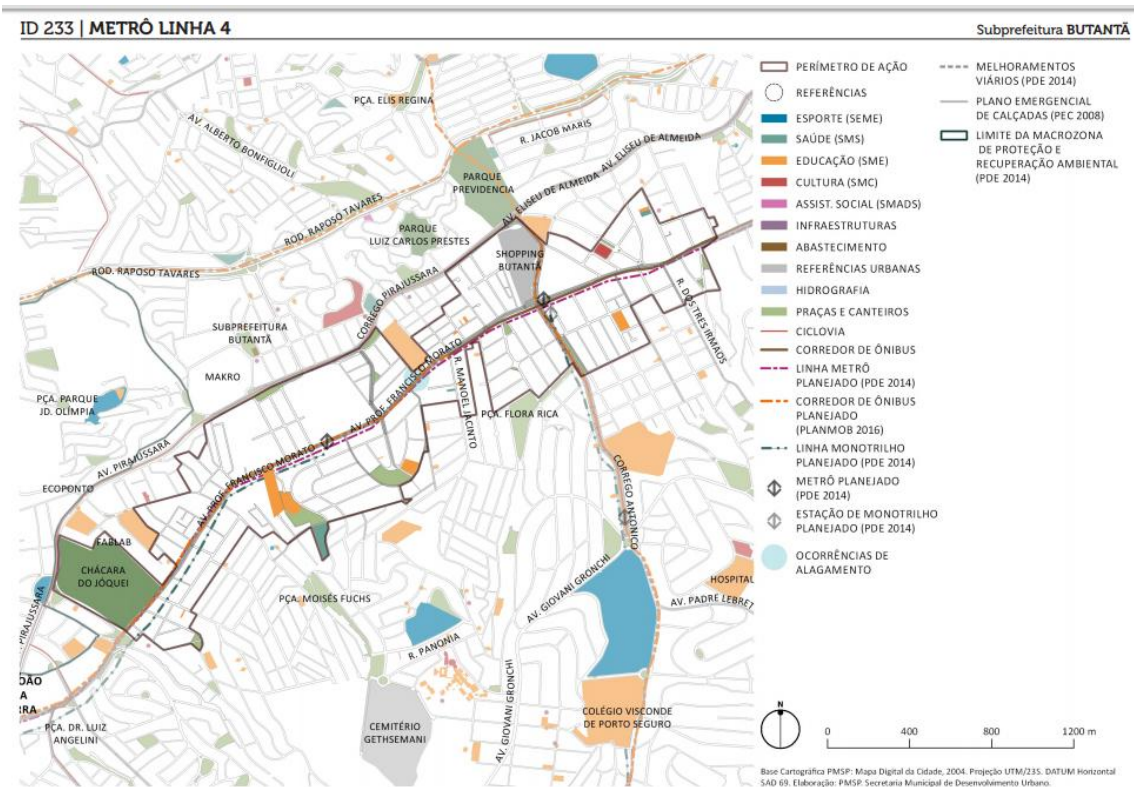 ID 233 | METRÔ LINHA 4
Subprefeitura BUTANTÃ
PÇA. ELIS REGINA
AV. ALBERTO BONFIGLIOLI
R. JACOB MARIS
AV. ELISEU DE ALMEIDA
PARQUE
PREVIDENCIA
AV. ELISEU DE ALMEIDA
ROD. RAPOSO TAVARES
PARQUE
LUIZ CARLOS PRESTES
SHOPPING
BUTANTÃ
ROD. RAPOSO TAVARES
CORREGO PIRAJUSSARA
R. DOS TRES IRMAOS
SUBPREFEITURA
BUTANTÃ
MAKRO
AV. PROF. FRANCISCO MORATO
R. MANOEL JACINTO
PÇA. PARQUE
JD. OLÍMPIA
PÇA. FLORA RICA
AV. PIRAJUSSARA
AV. PROF. FRANCISCO MORATO
ECOPONTO
CORREGO ANTONICO
FABLAB
CHÁCARA
DO JÓQUEI
PIRAJUSSARA
PÇA. MOISÉS FUCHS
AV. GIOVANI GRONCHI
HOSPITAL
AV. PADRE LEBRET
R. PANONIA
ÃO
A
RRA
PÇA. DR. LUIZ
ANGELINI
CEMITÉRIO
GETHSEMANI
AV. GIOVANI GRONCHI
COLÉGIO VISCONDE
DE PORTO SEGURO
PERÍMETRO DE AÇÃO
REFERÊNCIAS
ESPORTE (SEME)
SAÚDE (SMS)
EDUCAÇÃO (SME)
CULTURA (SMC)
ASSIST. SOCIAL (SMADS)
INFRAESTRUTURAS
ABASTECIMENTO
REFERÊNCIAS URBANAS
HIDROGRAFIA
PRAÇAS E CANTEIROS
CICLOVIA
CORREDOR DE ÔNIBUS
LINHA METRÔ
PLANEJADO (PDE 2014)
CORREDOR DE ÔNIBUS
PLANEJADO
(PLANMOB 2016)
LINHA MONOTRILHO
PLANEJADO (PDE 2014)
METRÔ PLANEJADO
(PDE 2014)
ESTAÇÃO DE MONOTRILHO
PLANEJADO (PDE 2014)
OCORRÊNCIAS DE
ALAGAMENTO
MELHORAMENTOS
VIÁRIOS (PDE 2014)
PLANO EMERGENCIAL
DE CALÇADAS (PEC 2008)
LIMITE DA MACROZONA
DE PROTEÇÃO E
RECUPERAÇÃO AMBIENTAL
(PDE 2014)
N
0 400 800 1200 m
Base Cartográfica PMSP: Mapa Digital da Cidade, 2004. Projeção UTM/23S. DATUM Horizontal
SAD 69. Elaboração: PMSP. Secretaria Municipal de Desenvolvimento Urbano.